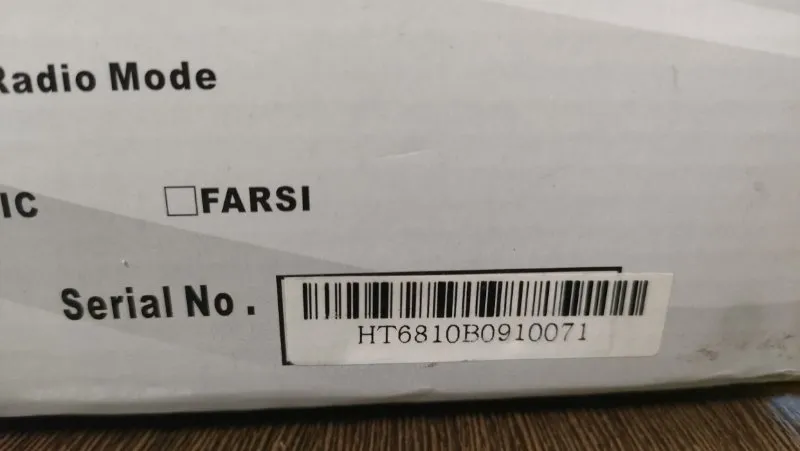 Radio Mode
IC
FARSI
Serial No.
HT6810B0910071